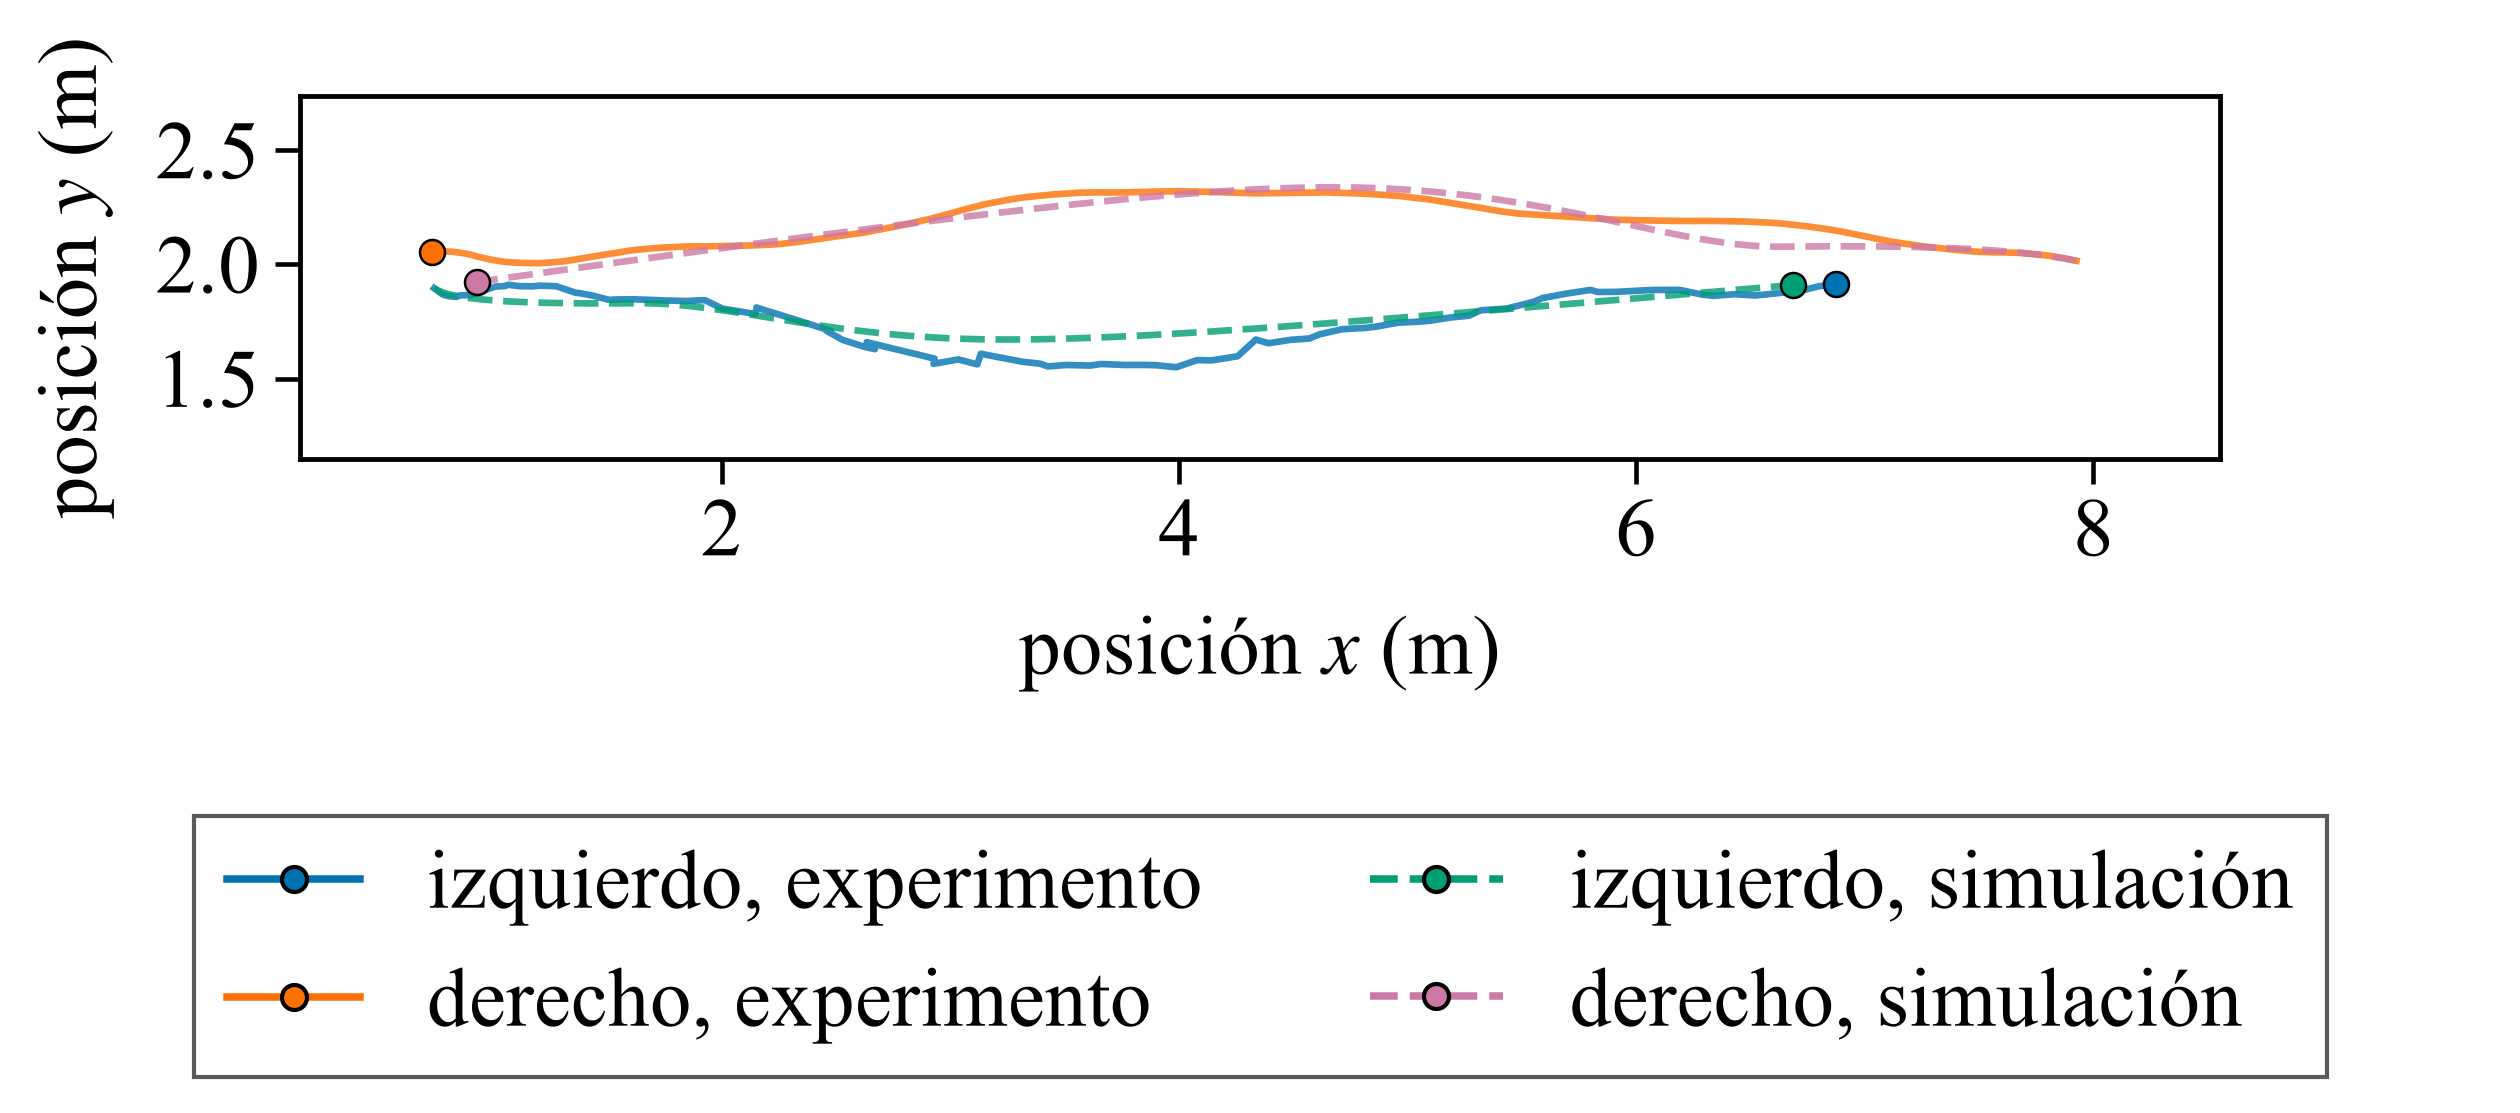 posición y (m)
2.5
2.0
1.5
2 4 6 8
posición x (m)
izquierdo, experimento
derecho, experimento
izquierdo, simulación
derecho, simulación